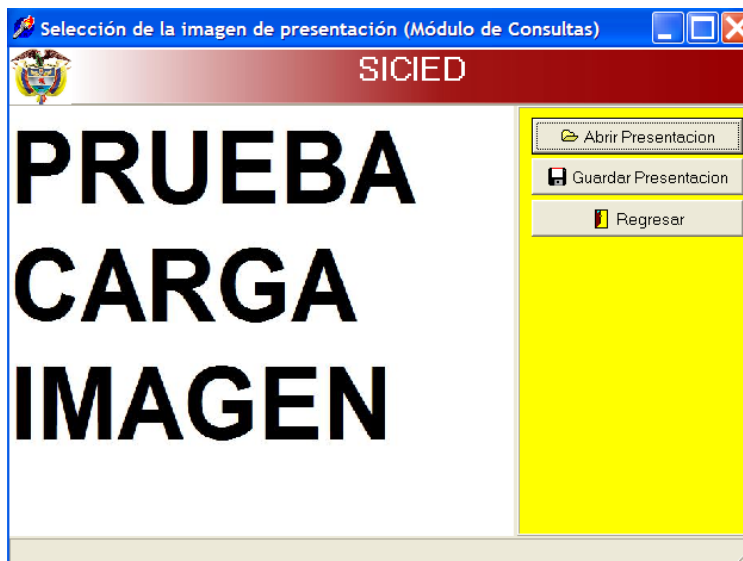 Selección de la imagen de presentación (Módulo de Consultas)
SICIED
PRUEBA
CARGA
IMAGEN
Abrir Presentacion
Guardar Presentacion
Regresar